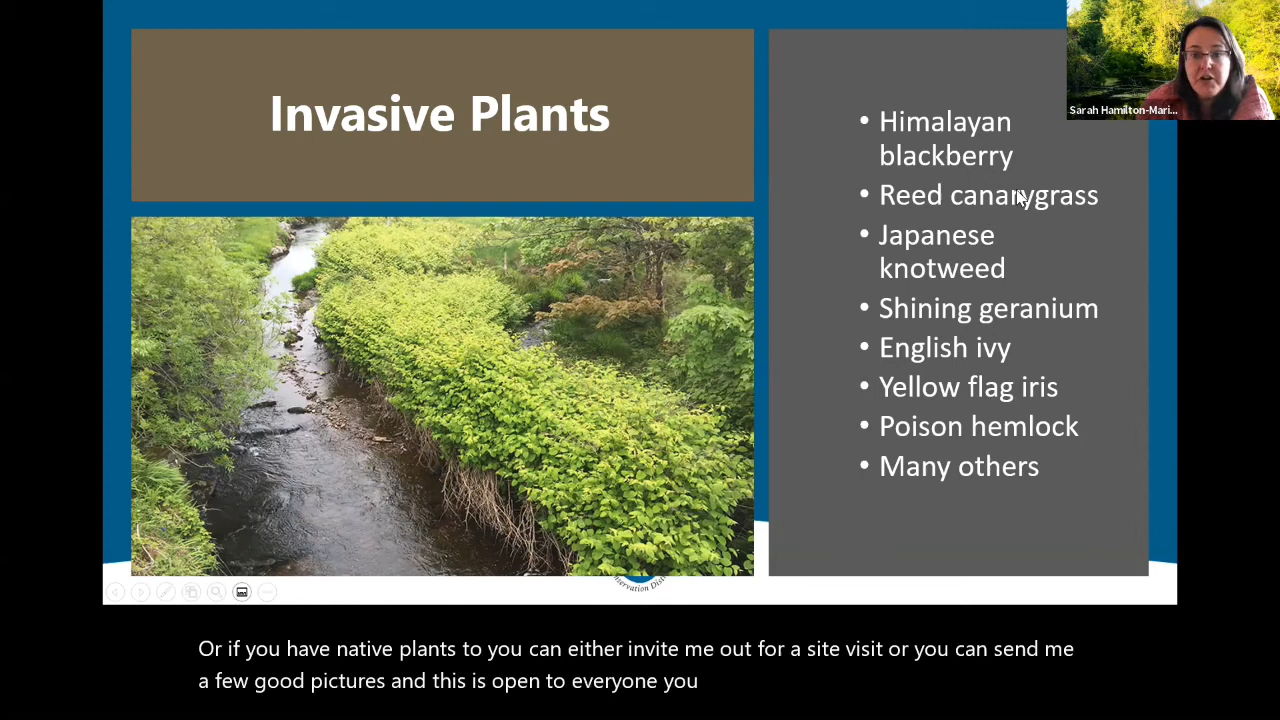 Invasive Plants
Sarah Hamilton-Mari...
• Himalayan
blackberry
• Reed canarygrass
• Japanese
knotweed
• Shining geranium
• English ivy
• Yellow flag iris
• Poison hemlock
• Many others
Or if you have native plants to you can either invite me out for a site visit or you can send me
a few good pictures and this is open to everyone you